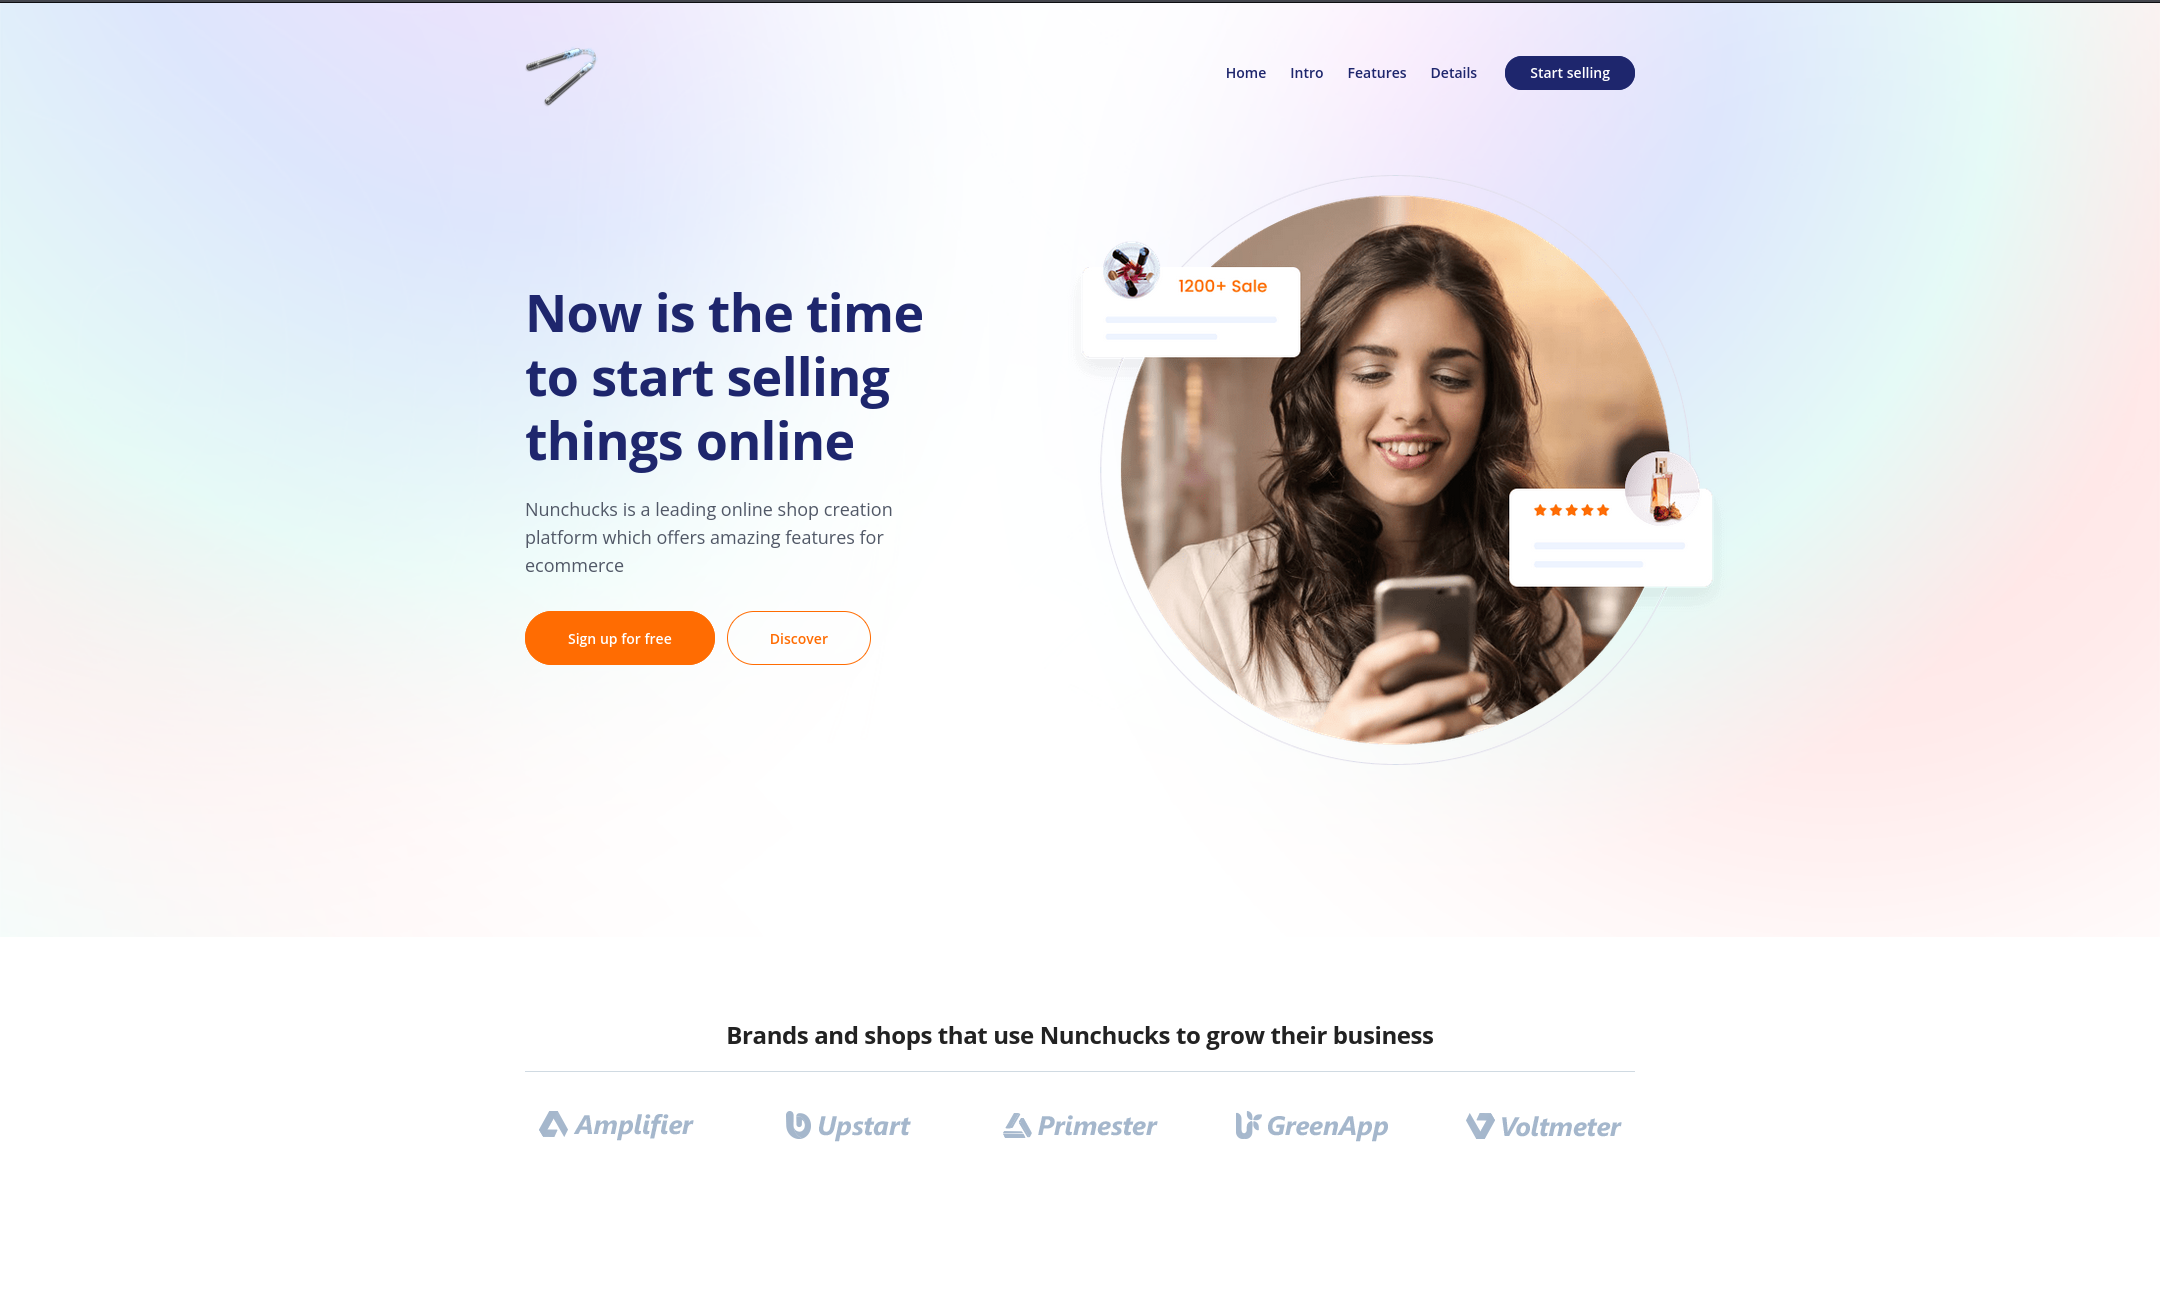 Home Intro Features Details Start selling
1200+ Sale
Now is the time
to start selling
things online
Nunchucks is a leading online shop creation
platform which offers amazing features for
ecommerce
Sign up for free Discover
Brands and shops that use Nunchucks to grow their business
Amplifier Upstart Primester GreenApp Voltmeter